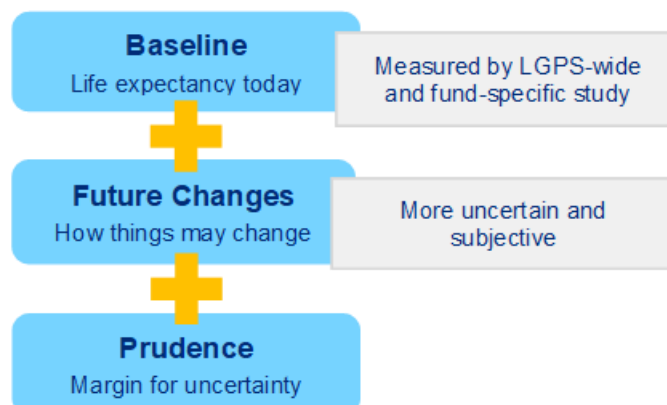 Baseline
Life expectancy today
Measured by LGPS-wide
and fund-specific study
Future Changes
How things may change
More uncertain and
subjective
Prudence
Margin for uncertainty